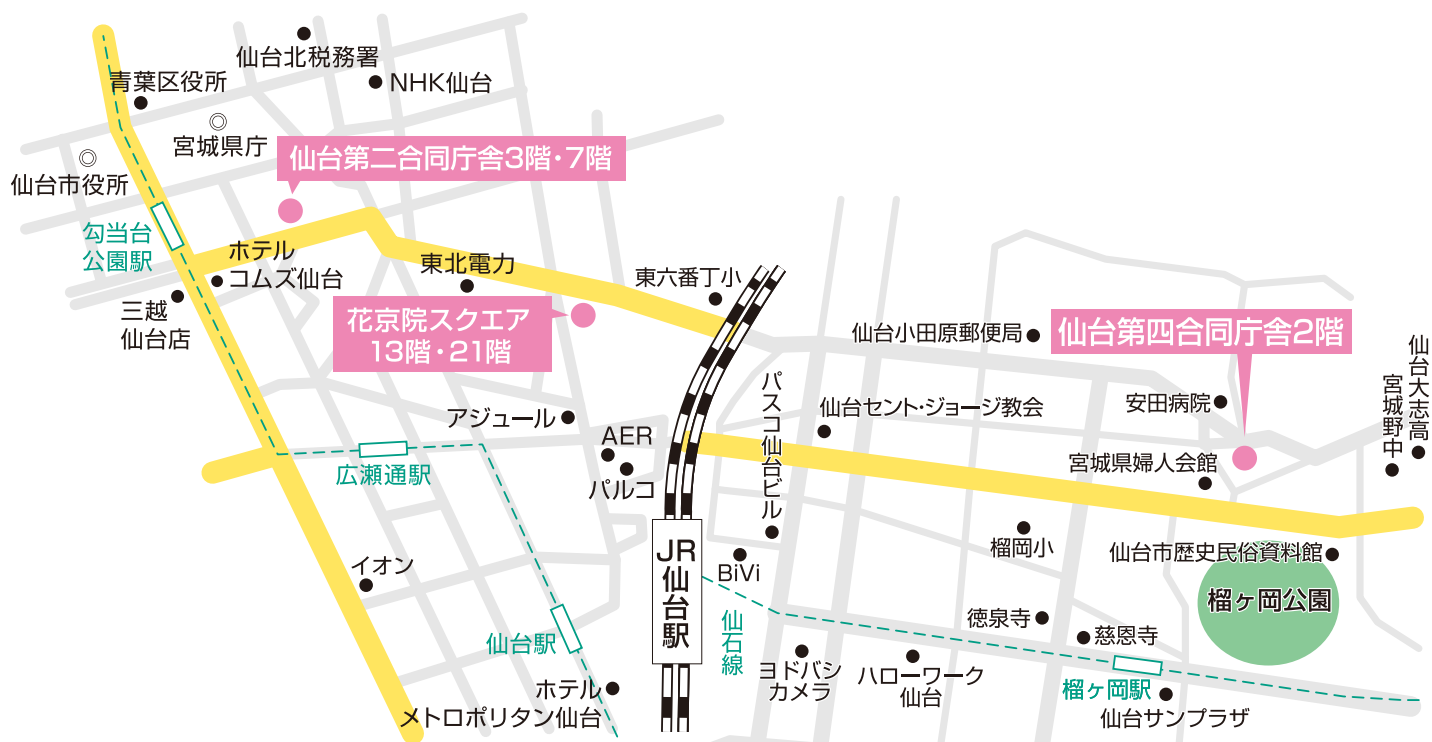 仙台北税務署
青葉区役所
NHK仙台
宮城県庁
仙台第二合同庁舎3階・7階
仙台市役所
勾当台
公園駅
ホテル
コムズ仙台
東北電力
東六番丁小
三越
仙台店
花京院スクエア
13階・21階
仙台小田原郵便局
仙台第四合同庁舎2階
仙台大志高
宮城野中
パスコ仙台ビル
仙台セント・ジョージ教会
安田病院
アジュール
AER
パルコ
広瀬通駅
宮城県婦人会館
JR
仙台駅
榴岡小
仙台市歴史民俗資料館
イオン
BiVi
榴ヶ岡公園
仙石線
徳泉寺
慈恩寺
仙台駅
ヨドバシ
カメラ
ハローワーク
仙台
榴ヶ岡駅
仙台サンプラザ
ホテル
メトロポリタン仙台